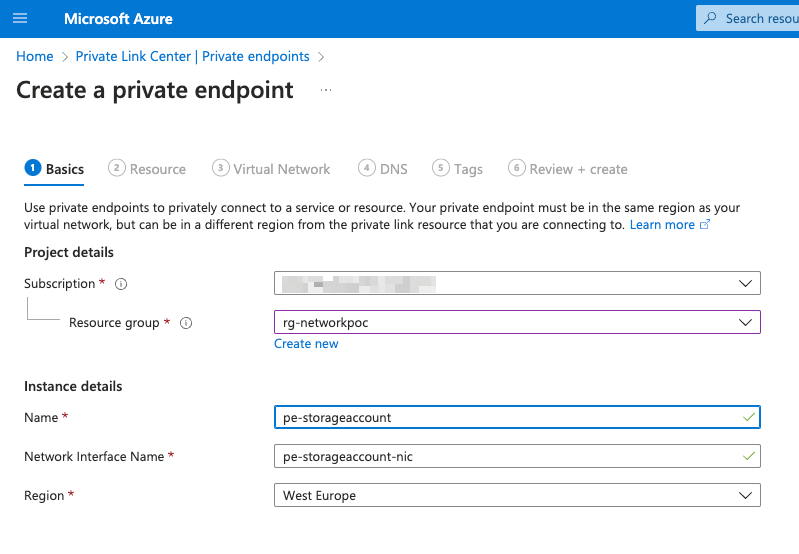 Microsoft Azure
Search resou
Home > Private Link Center | Private endpoints >
Create a private endpoint ...
1 Basics 2 Resource 3 Virtual Network 4 DNS 5 Tags 6 Review + create
Use private endpoints to privately connect to a service or resource. Your private endpoint must be in the same region as your
virtual network, but can be in a different region from the private link resource that you are connecting to. Learn more
Project details
Subscription *
Resource group *
rg-networkpoc
Create new
Instance details
Name *
pe-storageaccount
Network Interface Name *
pe-storageaccount-nic
Region *
West Europe